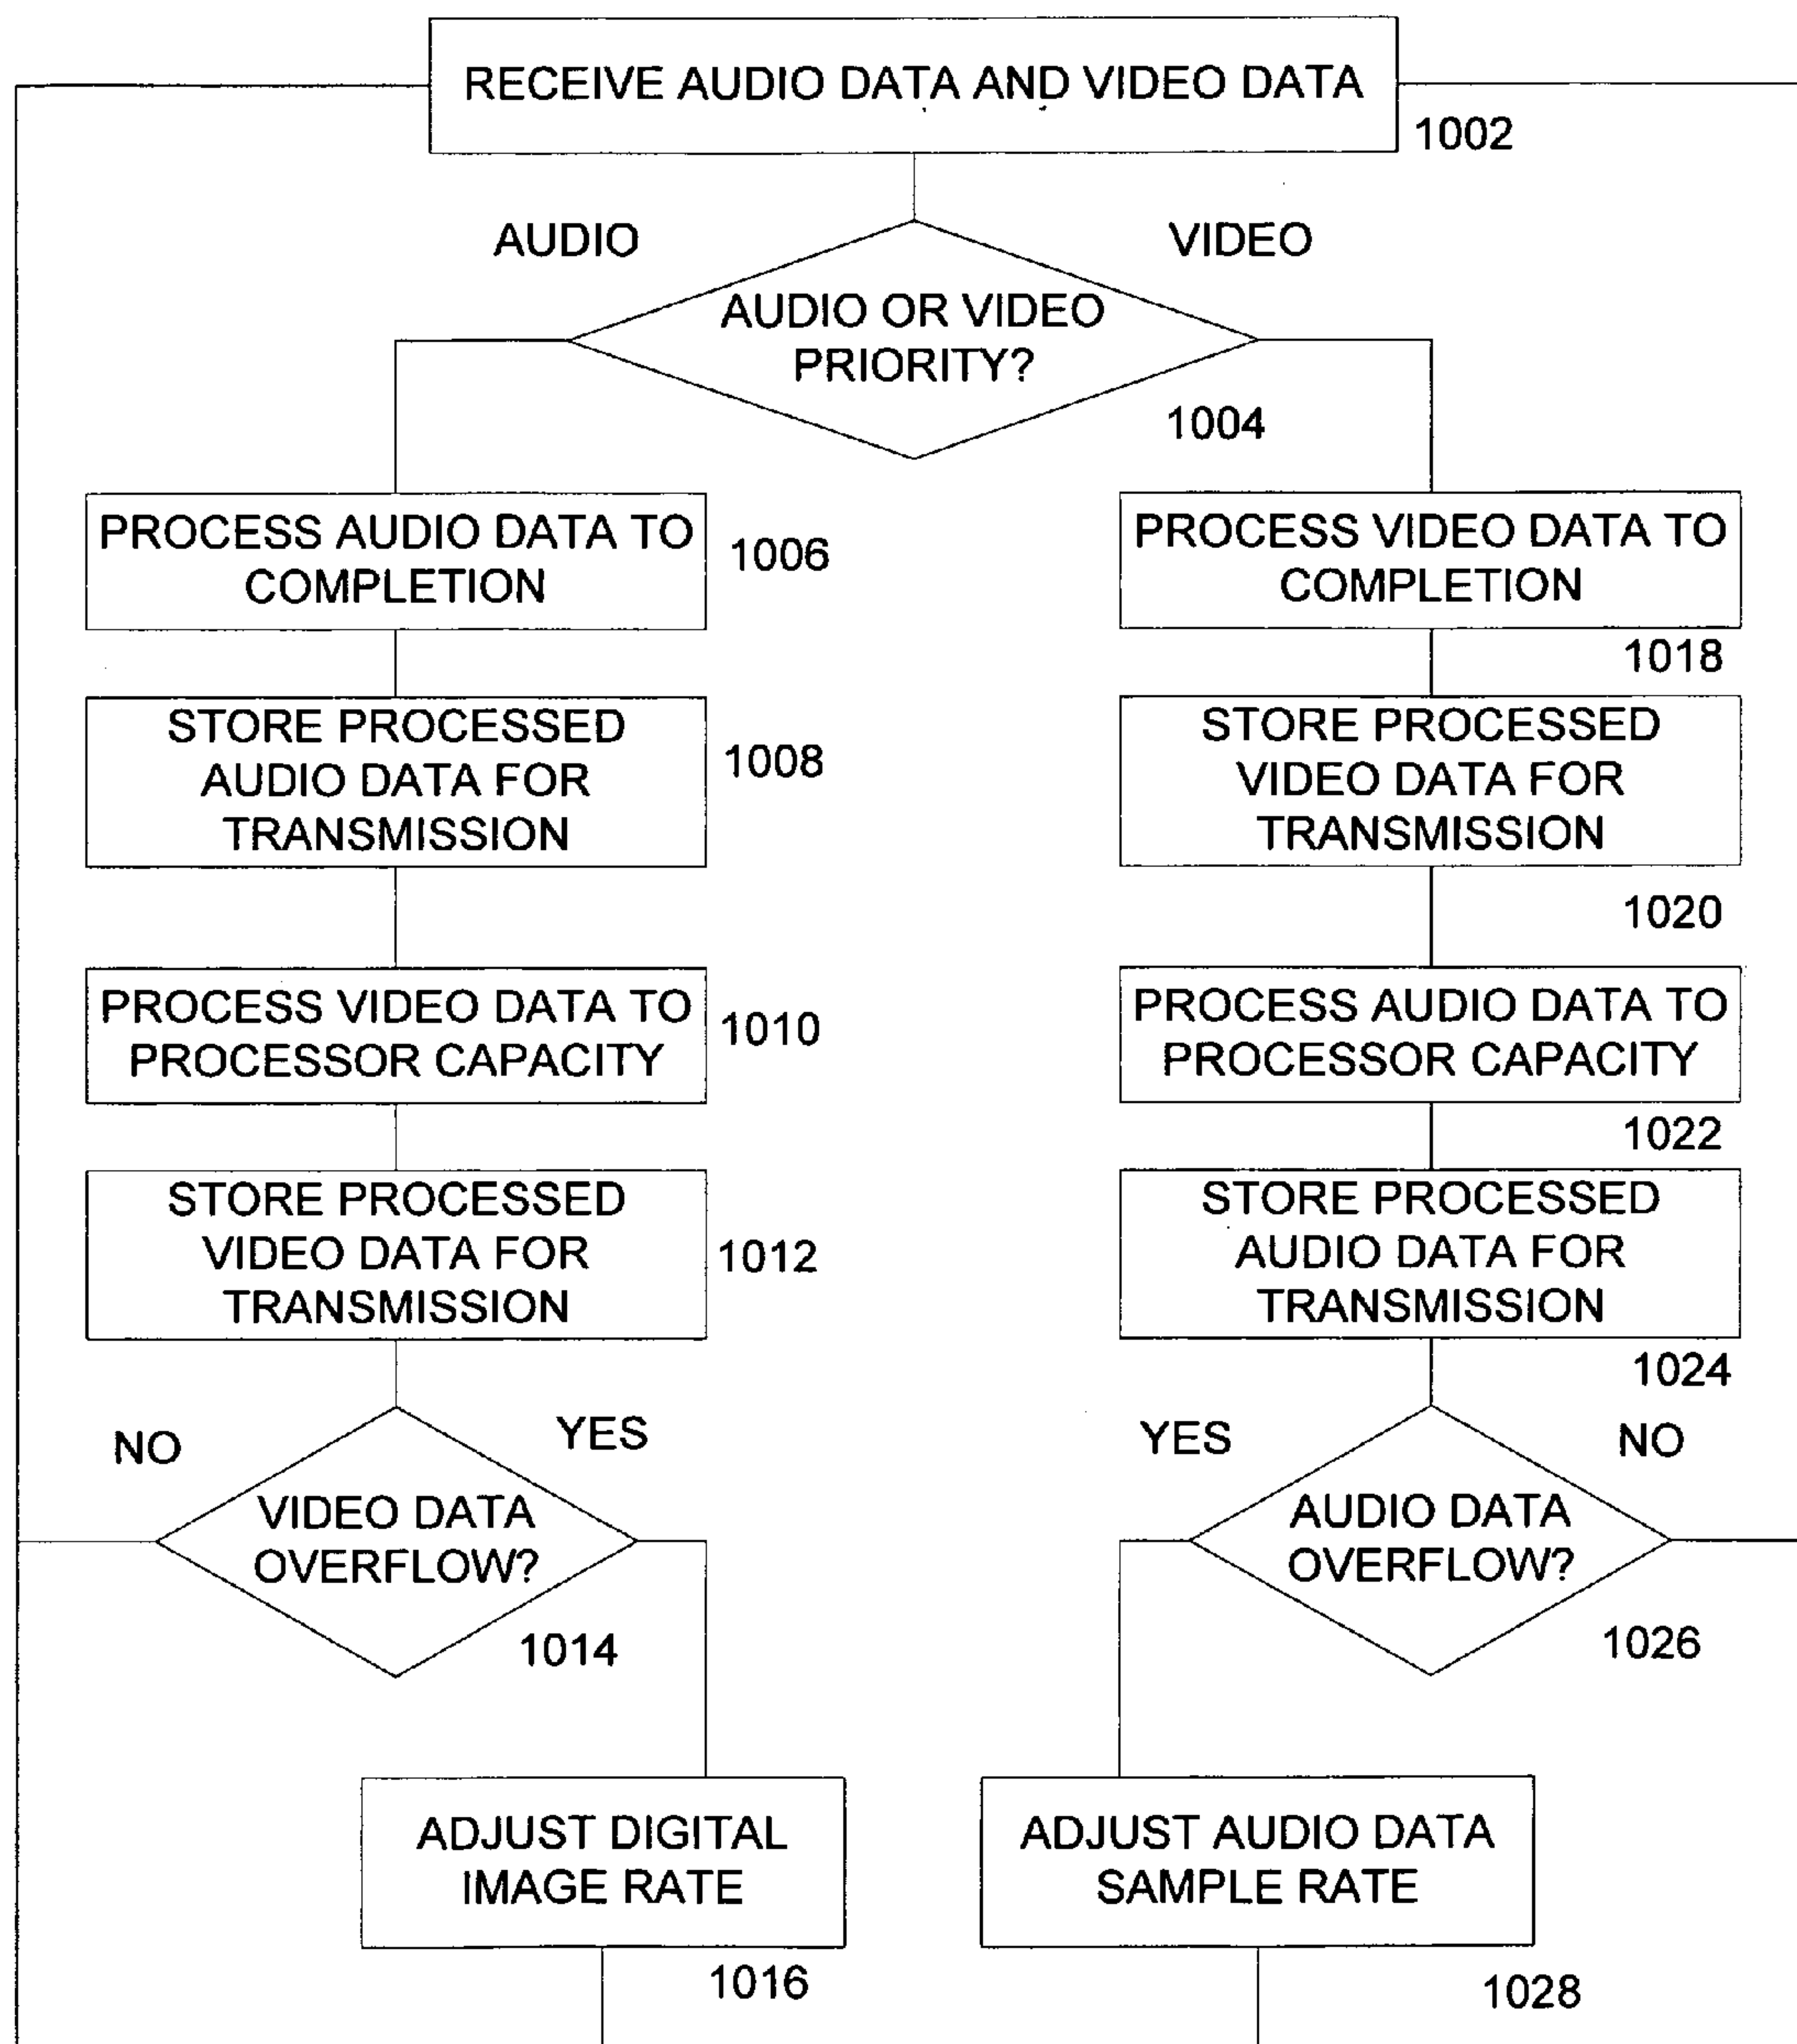 RECEIVE AUDIO DATA AND VIDEO DATA
1002
AUDIO
VIDEO
AUDIO OR VIDEO
PRIORITY?
1004
PROCESS AUDIO DATA TO
COMPLETION
1006
STORE PROCESSED
AUDIO DATA FOR
TRANSMISSION
1008
PROCESS VIDEO DATA TO
PROCESSOR CAPACITY
1010
STORE PROCESSED
VIDEO DATA FOR
TRANSMISSION
1012
NO
YES
VIDEO DATA
OVERFLOW?
1014
ADJUST DIGITAL
IMAGE RATE
1016
PROCESS VIDEO DATA TO
COMPLETION
1018
STORE PROCESSED
VIDEO DATA FOR
TRANSMISSION
1020
PROCESS AUDIO DATA TO
PROCESSOR CAPACITY
1022
STORE PROCESSED
AUDIO DATA FOR
TRANSMISSION
1024
YES
NO
AUDIO DATA
OVERFLOW?
1026
ADJUST AUDIO DATA
SAMPLE RATE
1028